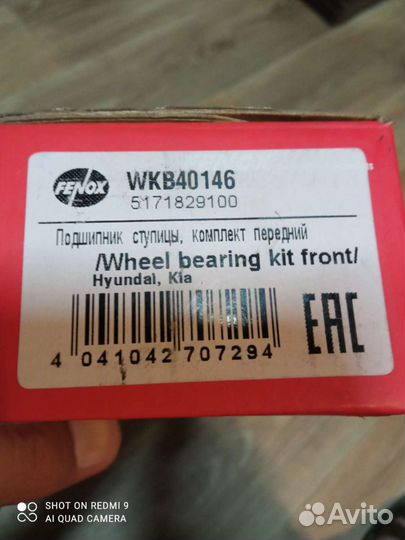 FENOX
WKB40146
5171829100
Подшипник ступицы, комплект передний
/Wheel bearing kit front/
Hyundai, Kia
4 041042 707294
EAC
SHOT ON REDMI 9
AI QUAD CAMERA
Avito